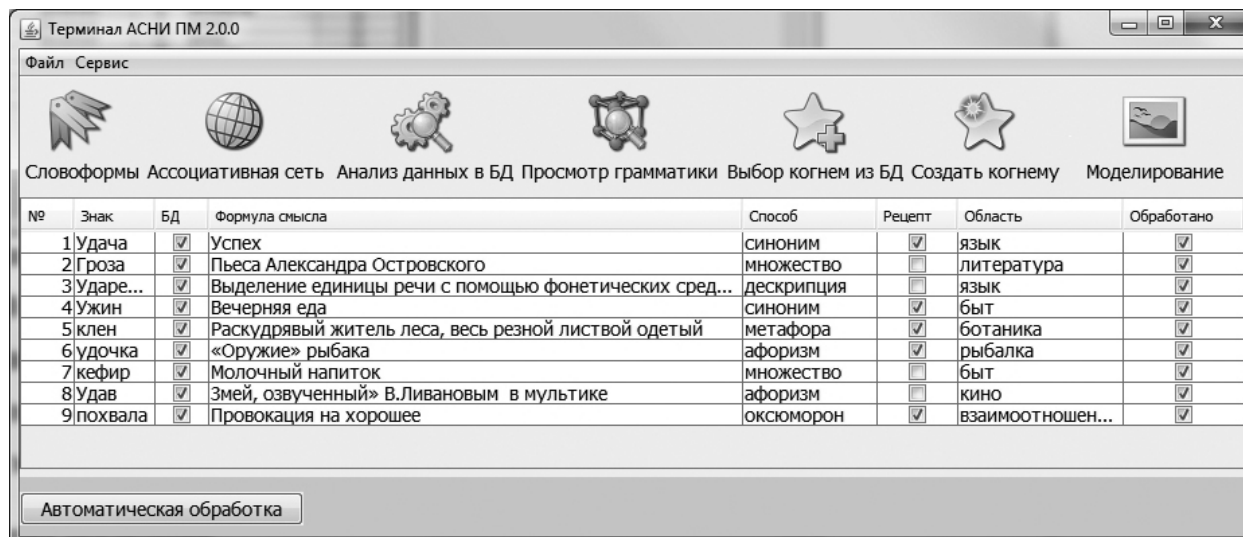 Терминал АСНИ ПМ 2.0.0
Файл Сервис
Словоформы Ассоциативная сеть Анализ данных в БД Просмотр грамматики Выбор когнем из БД Создать когнему Моделирование
№ Знак БД Формула смысла Способ Рецепт Область Обработано
1 Удача Успех синоним язык
2 Гроза Пьеса Александра Островского множество литература
3 Ударе... Выделение единицы речи с помощью фонетических сред... дескрипция язык
4 Ужин Вечерняя еда синоним быт
5 клен Раскудрявый житель леса, весь резной листвой одетый метафора ботаника
6 удочка «Оружие» рыбака афоризм рыбалка
7 кефир Молочный напиток множество быт
8 Удав Змей, озвученный» В.Ливановым в мультике афоризм кино
9 похвала Провокация на хорошее оксюморон взаимоотношен...
Автоматическая обработка